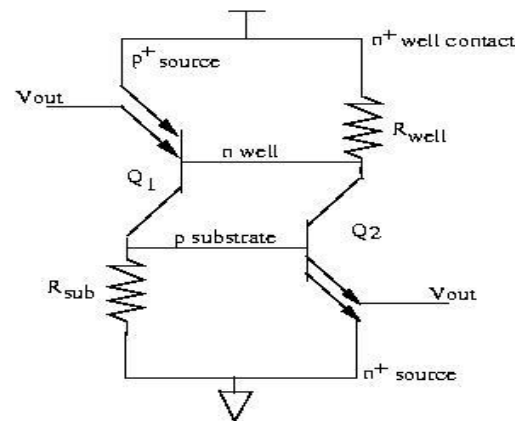 n+ well contact
p+ source
Vout
Rwell
n well
Q1
Q2
p substrate
Rsub
Vout
n+ source